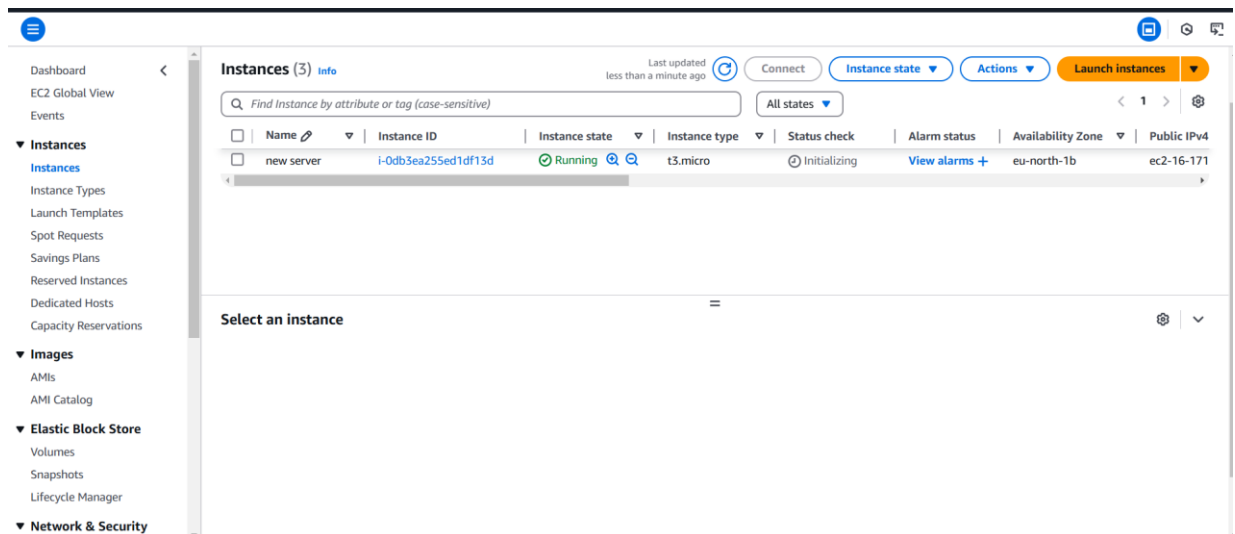 Dashboard
EC2 Global View
Events
Instances
Instances
Instance Types
Launch Templates
Spot Requests
Savings Plans
Reserved Instances
Dedicated Hosts
Capacity Reservations
Images
AMIs
AMI Catalog
Elastic Block Store
Volumes
Snapshots
Lifecycle Manager
Network & Security
Instances (3) Info
Last updated
less than a minute ago
Connect
Instance state
Actions
Launch instances
Find Instance by attribute or tag (case-sensitive)
All states
1
Name Instance ID Instance state Instance type Status check Alarm status Availability Zone Public IPv4
new server i-0db3ea255ed1df13d Running t3.micro Initializing View alarms + eu-north-1b ec2-16-171
Select an instance